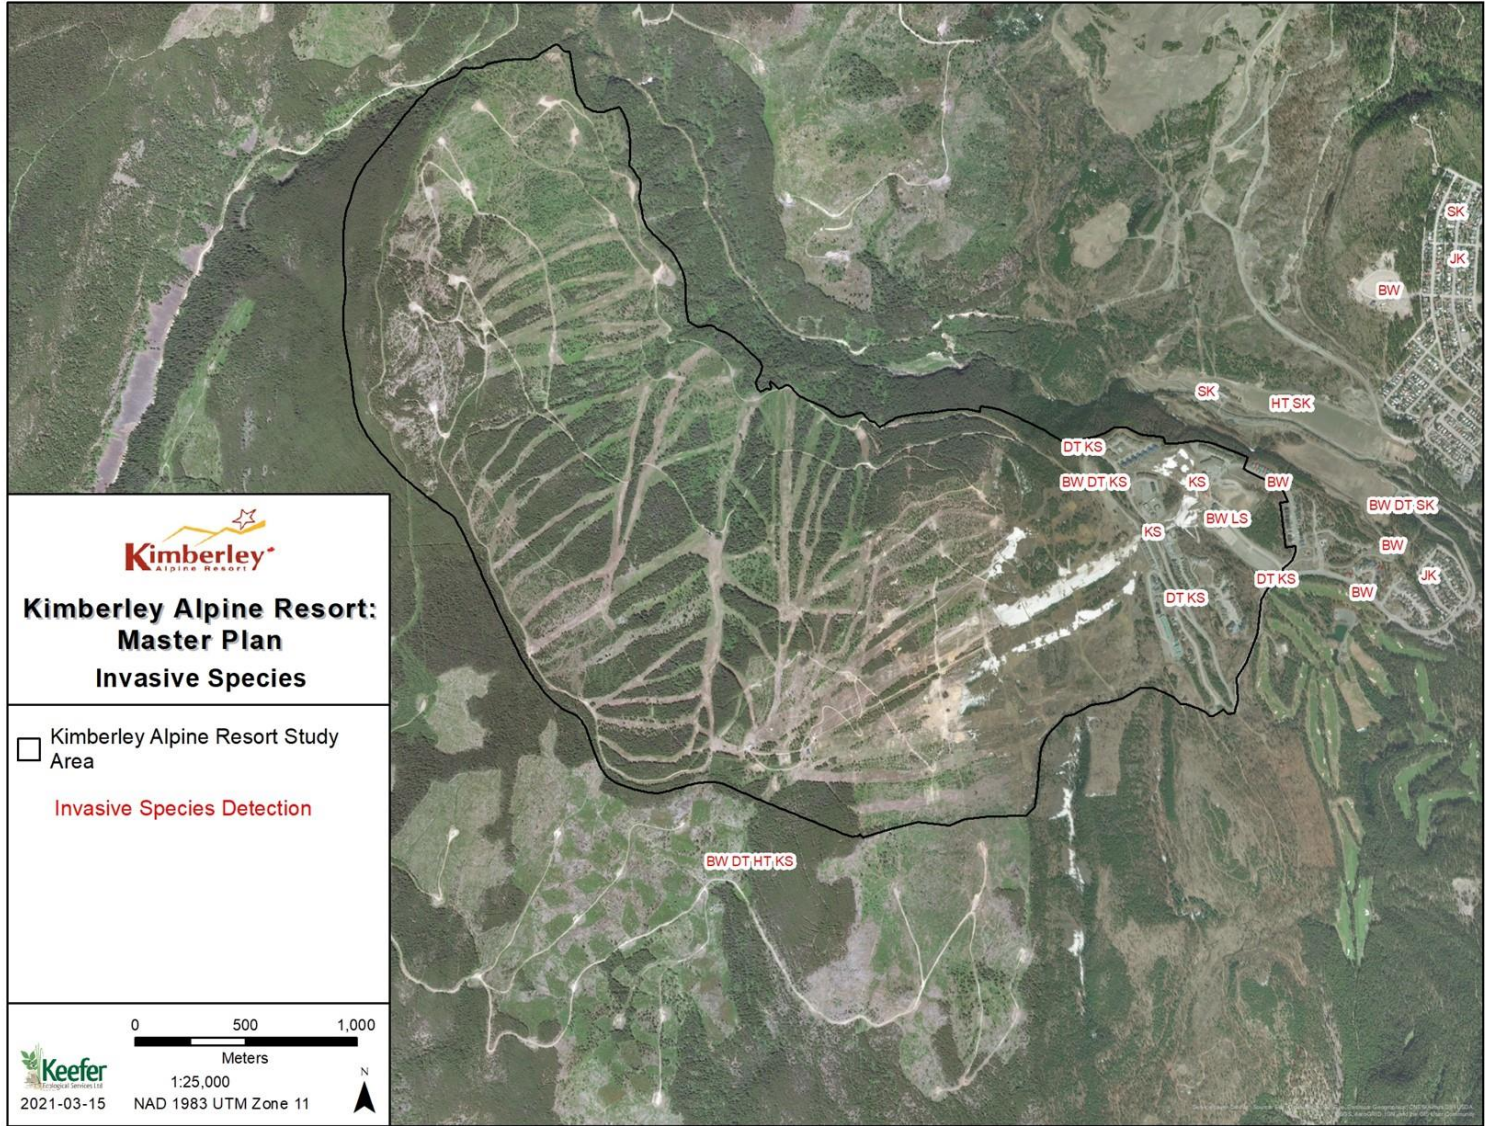 SK
JK
BW
SK
HT SK
DT KS
BW DT KS
KS
BW
BW DT SK
BW LS
KS
BW
DT KS
JK
BW
DT KS
BW DT HT KS
Kimberley
Alpine Resort
Kimberley Alpine Resort:
Master Plan
Invasive Species
Kimberley Alpine Resort Study
Area
Invasive Species Detection
0 500 1,000
Meters
1:25,000
NAD 1983 UTM Zone 11
N
Keefer
Ecological Services Ltd
2021-03-15